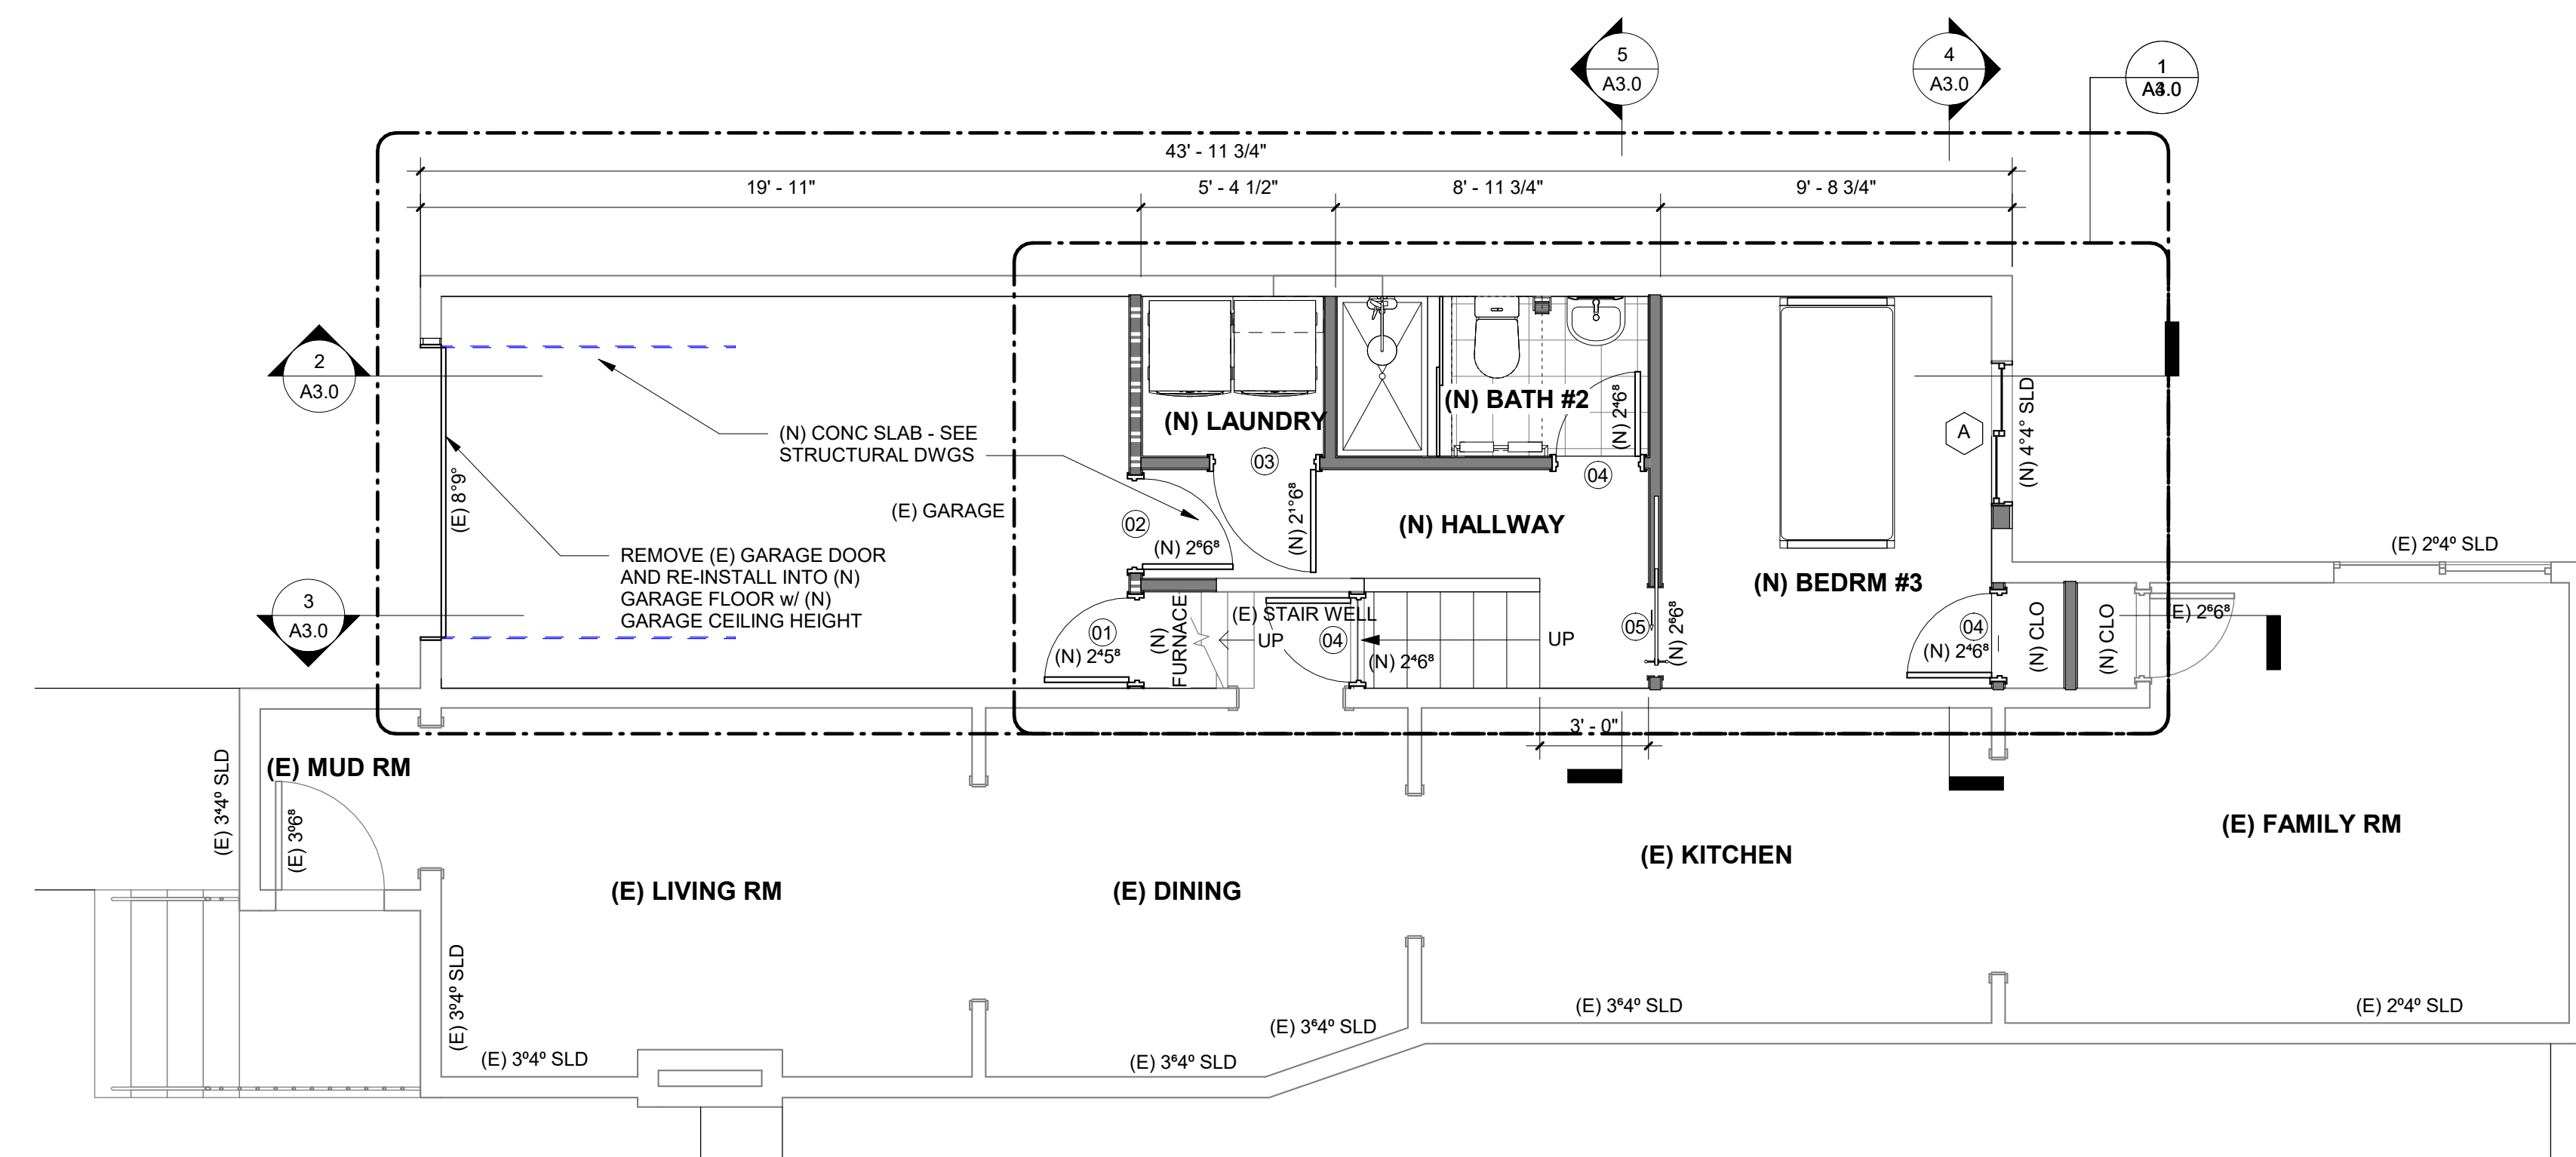 5
A3.0
4
A3.0
1
43' - 11 3/4"
19' - 11"
5' - 4 1/2"
8' - 11 3/4"
9' - 8 3/4"
2
A3.0
3
A3.0
(E) 8°9°
(N) CONC SLAB - SEE
STRUCTURAL DWGS
(E) GARAGE
REMOVE (E) GARAGE DOOR
AND RE-INSTALL INTO (N)
GARAGE FLOOR w/ (N)
GARAGE CEILING HEIGHT
(N) LAUNDRY
03
(N) 2¹°6⁸
02
(N) 2⁶6⁸
01
(N) 2⁴5⁸
(N)
FURNACE
(E) STAIR WELL
UP
04
(N) 2⁴6⁸
UP
(N) BATH #2
(N) 2⁴6⁸
04
(N) HALLWAY
05
(N) 2⁶6⁸
(N) BEDRM #3
A
(N) 4°4° SLD
04
(N) 2⁴6⁸
(N) CLO
(N) CLO
(E) 2⁶6⁸
(E) 2⁰4⁰ SLD
3' - 0"
(E) MUD RM
(E) 3⁴4⁰ SLD
(E) 3⁰6⁸
(E) LIVING RM
(E) DINING
(E) KITCHEN
(E) FAMILY RM
(E) 3⁰4⁰ SLD
(E) 3⁰4⁰ SLD
(E) 3⁶4⁰ SLD
(E) 3⁶4⁰ SLD
(E) 3⁶4⁰ SLD
(E) 2⁰4⁰ SLD